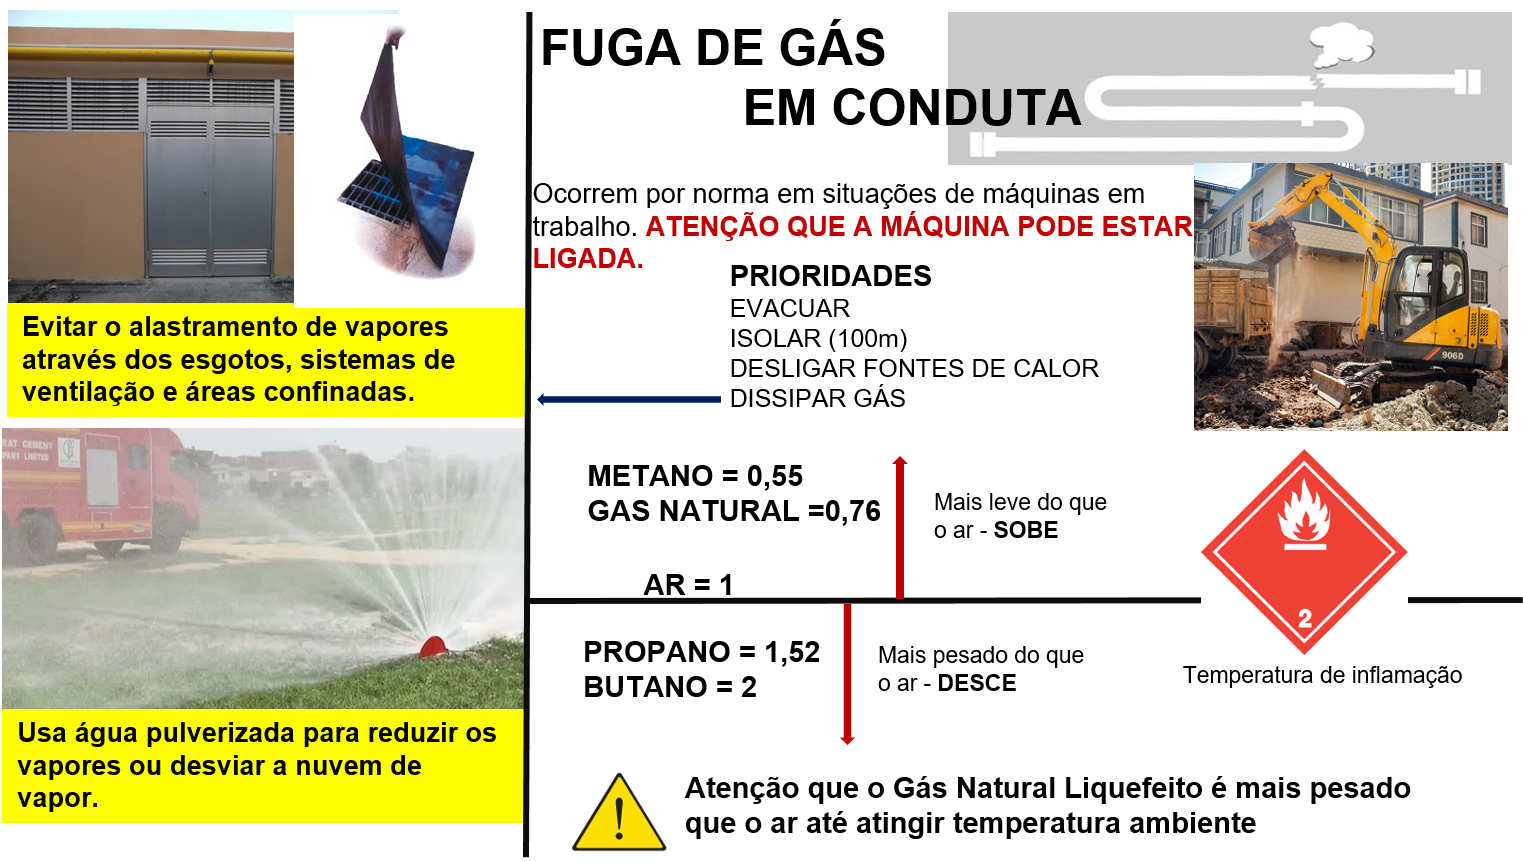 FUGA DE GÁS
EM CONDUTA
Ocorrem por norma em situações de máquinas em
trabalho. ATENÇÃO QUE A MÁQUINA PODE ESTAR
LIGADA.
PRIORIDADES
EVACUAR
ISOLAR (100m)
DESLIGAR FONTES DE CALOR
DISSIPAR GÁS
906D
Evitar o alastramento de vapores
através dos esgotos, sistemas de
ventilação e áreas confinadas.
RAT CEMENT
PANY LIMITED
METANO = 0,55
GAS NATURAL =0,76
Mais leve do que
o ar - SOBE
AR = 1
2
PROPANO = 1,52
BUTANO = 2
Mais pesado do que
o ar - DESCE
Temperatura de inflamação
Usa água pulverizada para reduzir os
vapores ou desviar a nuvem de
vapor.
!
Atenção que o Gás Natural Liquefeito é mais pesado
que o ar até atingir temperatura ambiente